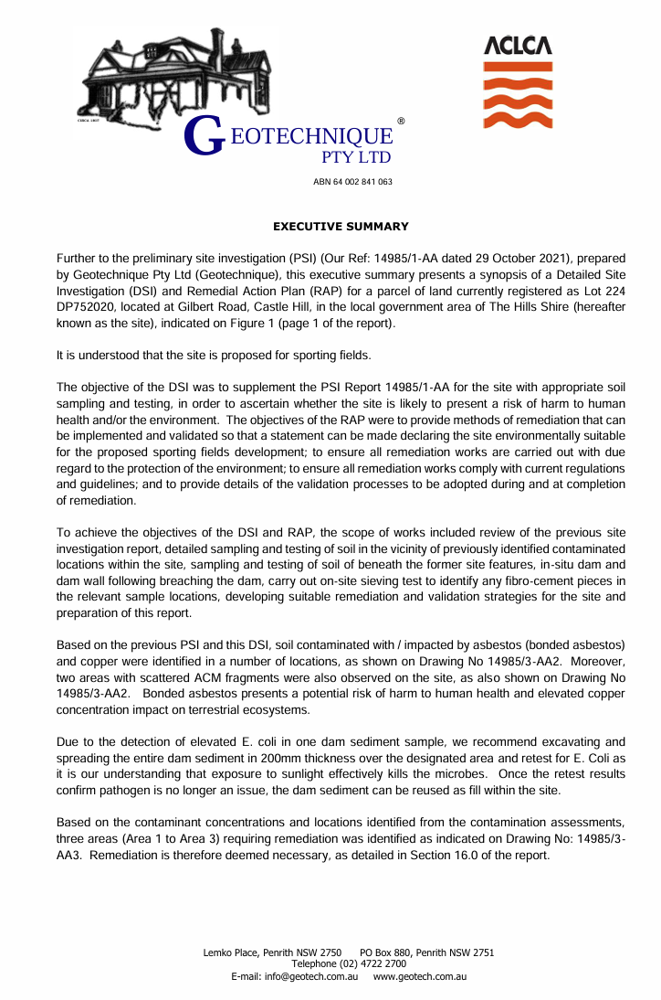 ACLCA
CIRCA 1907
GEOTECHNIQUE ®
PTY LTD
ABN 64 002 841 063
EXECUTIVE SUMMARY
Further to the preliminary site investigation (PSI) (Our Ref: 14985/1-AA dated 29 October 2021), prepared
by Geotechnique Pty Ltd (Geotechnique), this executive summary presents a synopsis of a Detailed Site
Investigation (DSI) and Remedial Action Plan (RAP) for a parcel of land currently registered as Lot 224
DP752020, located at Gilbert Road, Castle Hill, in the local government area of The Hills Shire (hereafter
known as the site), indicated on Figure 1 (page 1 of the report).
It is understood that the site is proposed for sporting fields.
The objective of the DSI was to supplement the PSI Report 14985/1-AA for the site with appropriate soil
sampling and testing, in order to ascertain whether the site is likely to present a risk of harm to human
health and/or the environment. The objectives of the RAP were to provide methods of remediation that can
be implemented and validated so that a statement can be made declaring the site environmentally suitable
for the proposed sporting fields development; to ensure all remediation works are carried out with due
regard to the protection of the environment; to ensure all remediation works comply with current regulations
and guidelines; and to provide details of the validation processes to be adopted during and at completion
of remediation.
To achieve the objectives of the DSI and RAP, the scope of works included review of the previous site
investigation report, detailed sampling and testing of soil in the vicinity of previously identified contaminated
locations within the site, sampling and testing of soil of beneath the former site features, in-situ dam and
dam wall following breaching the dam, carry out on-site sieving test to identify any fibro-cement pieces in
the relevant sample locations, developing suitable remediation and validation strategies for the site and
preparation of this report.
Based on the previous PSI and this DSI, soil contaminated with / impacted by asbestos (bonded asbestos)
and copper were identified in a number of locations, as shown on Drawing No 14985/3-AA2. Moreover,
two areas with scattered ACM fragments were also observed on the site, as also shown on Drawing No
14985/3-AA2. Bonded asbestos presents a potential risk of harm to human health and elevated copper
concentration impact on terrestrial ecosystems.
Due to the detection of elevated E. coli in one dam sediment sample, we recommend excavating and
spreading the entire dam sediment in 200mm thickness over the designated area and retest for E. Coli as
it is our understanding that exposure to sunlight effectively kills the microbes. Once the retest results
confirm pathogen is no longer an issue, the dam sediment can be reused as fill within the site.
Based on the contaminant concentrations and locations identified from the contamination assessments,
three areas (Area 1 to Area 3) requiring remediation was identified as indicated on Drawing No: 14985/3-
AA3. Remediation is therefore deemed necessary, as detailed in Section 16.0 of the report.
Lemko Place, Penrith NSW 2750 PO Box 880, Penrith NSW 2751
Telephone (02) 4722 2700
E-mail: info@geotech.com.au www.geotech.com.au